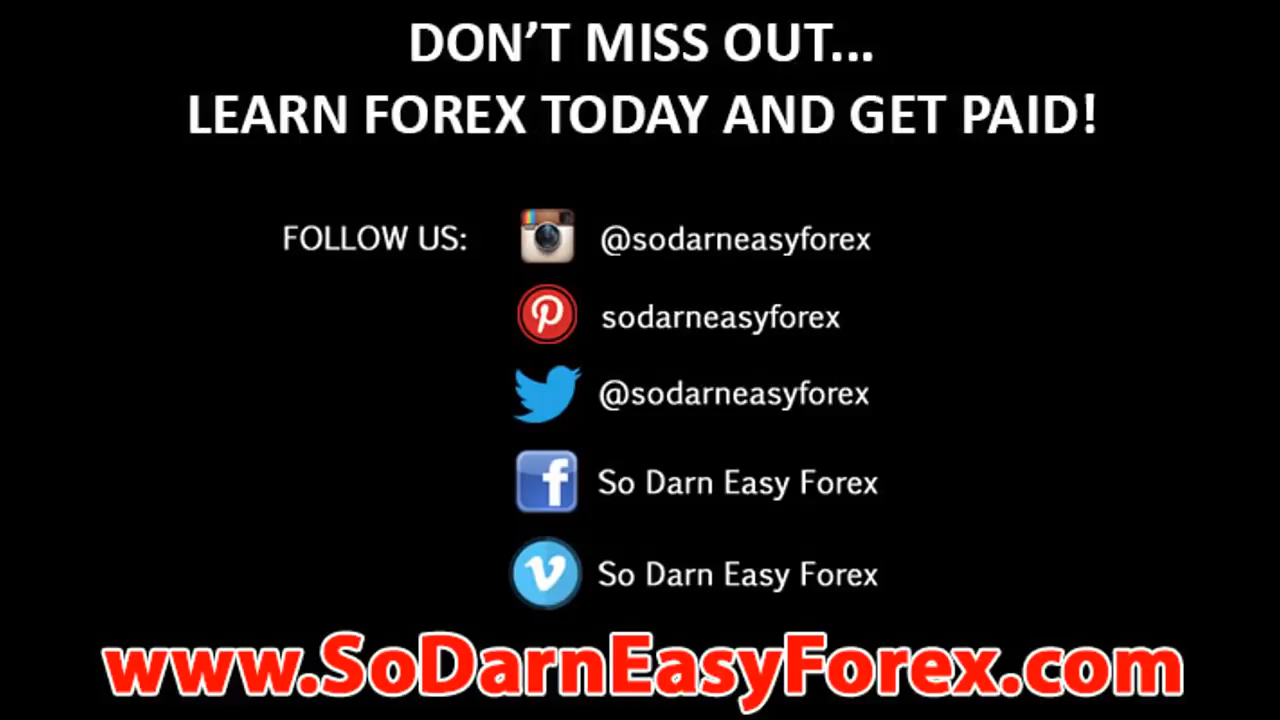 DON'T MISS OUT...
LEARN FOREX TODAY AND GET PAID!
FOLLOW US: @sodarneasyforex
sodarneasyforex
@sodarneasyforex
So Darn Easy Forex
So Darn Easy Forex
www.SoDarnEasyForex.com